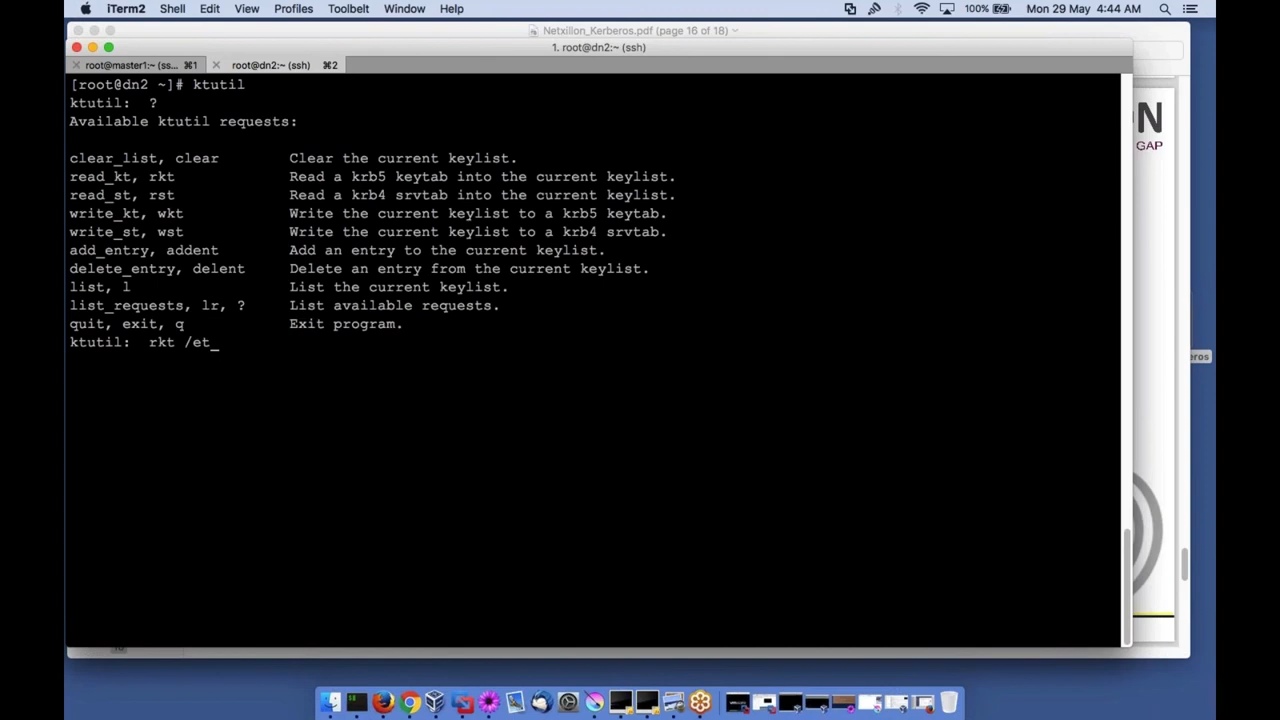 iTerm2 Shell Edit View Profiles Toolbelt Window Help 100% Mon 29 May 4:44 AM
Netxillon_Kerberos.pdf (page 16 of 18)
1. root@dn2:~ (ssh)
root@master1:~ (ss... ⌘1 root@dn2:~ (ssh) ⌘2
[root@dn2 ~]# ktutil
ktutil:  ?
Available ktutil requests:
clear_list, clear        Clear the current keylist.
read_kt, rkt             Read a krb5 keytab into the current keylist.
read_st, rst             Read a krb4 srvtab into the current keylist.
write_kt, wkt            Write the current keylist to a krb5 keytab.
write_st, wst            Write the current keylist to a krb4 srvtab.
add_entry, addent        Add an entry to the current keylist.
delete_entry, delent     Delete an entry from the current keylist.
list, l                  List the current keylist.
list_requests, lr, ?     List available requests.
quit, exit, q            Exit program.
ktutil:  rkt /et_
ON
GAP
eros